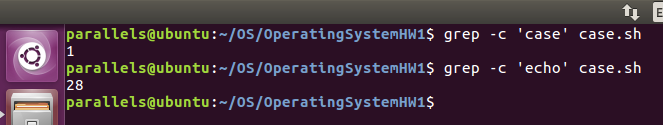 parallels@ubuntu:~/OS/OperatingSystemHW1$ grep -c 'case' case.sh
1
parallels@ubuntu:~/OS/OperatingSystemHW1$ grep -c 'echo' case.sh
28
parallels@ubuntu:~/OS/OperatingSystemHW1$